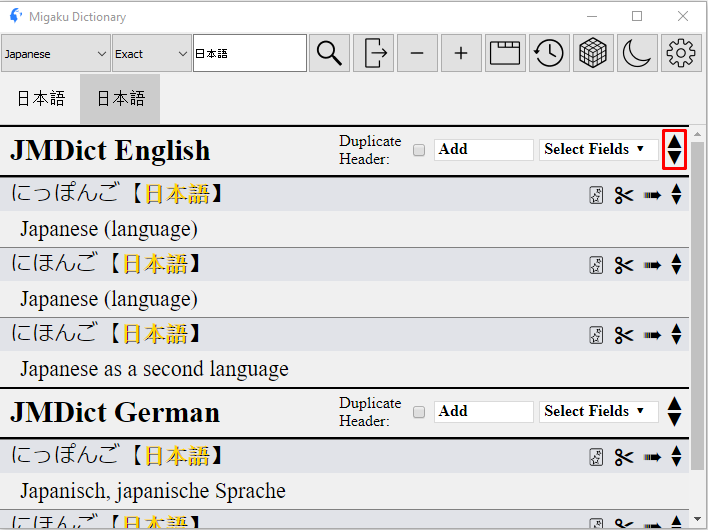 Migaku Dictionary
Japanese Exact 日本語
日本語 日本語
JMDict English Duplicate Header: Add Select Fields
にっぽんご【日本語】
Japanese (language)
にほんご【日本語】
Japanese (language)
にほんご【日本語】
Japanese as a second language
JMDict German Duplicate Header: Add Select Fields
にっぽんご【日本語】
Japanisch, japanische Sprache
にほんご【日本語】